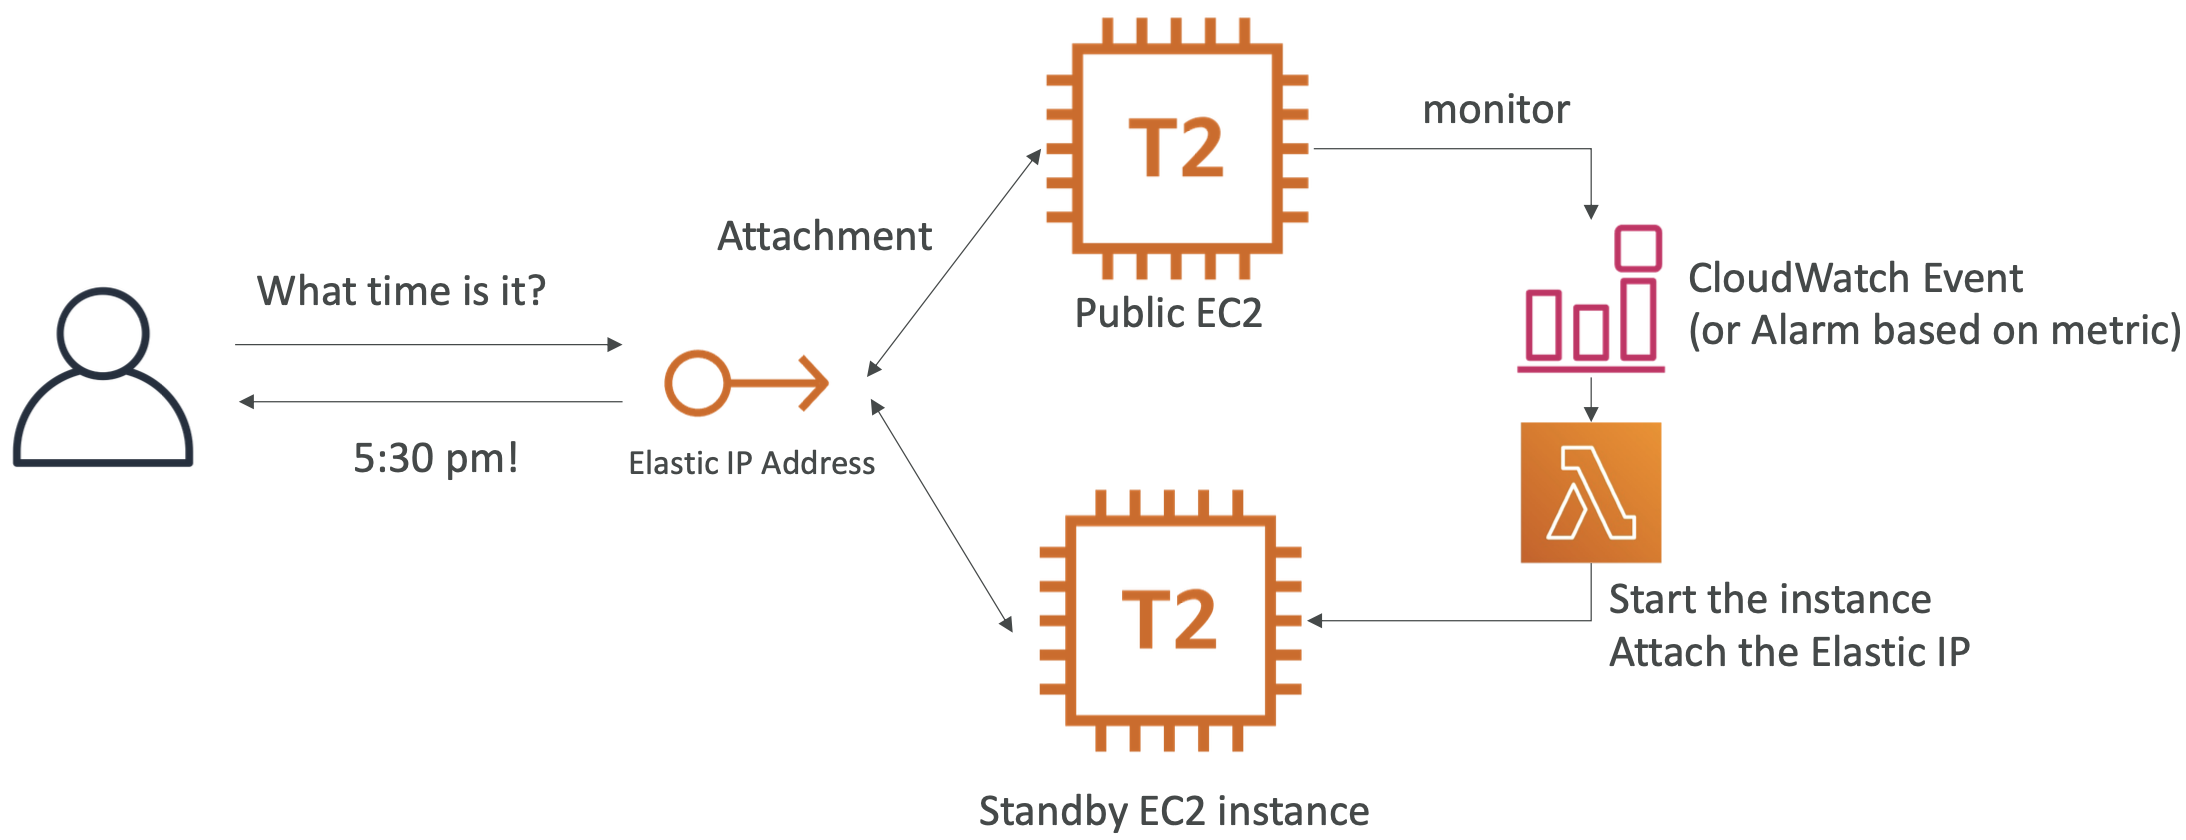 T2
monitor
Attachment
What time is it?
Public EC2
CloudWatch Event
(or Alarm based on metric)
5:30 pm!
Elastic IP Address
T2
Start the instance
Attach the Elastic IP
Standby EC2 instance